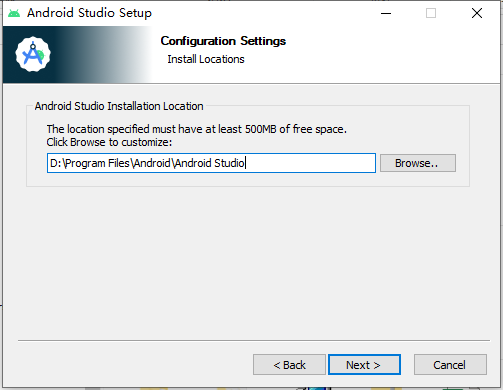 Android Studio Setup
Configuration Settings
Install Locations
Android Studio Installation Location
The location specified must have at least 500MB of free space.
Click Browse to customize:
D:\Program Files\Android\Android Studio
Browse..
< Back
Next >
Cancel